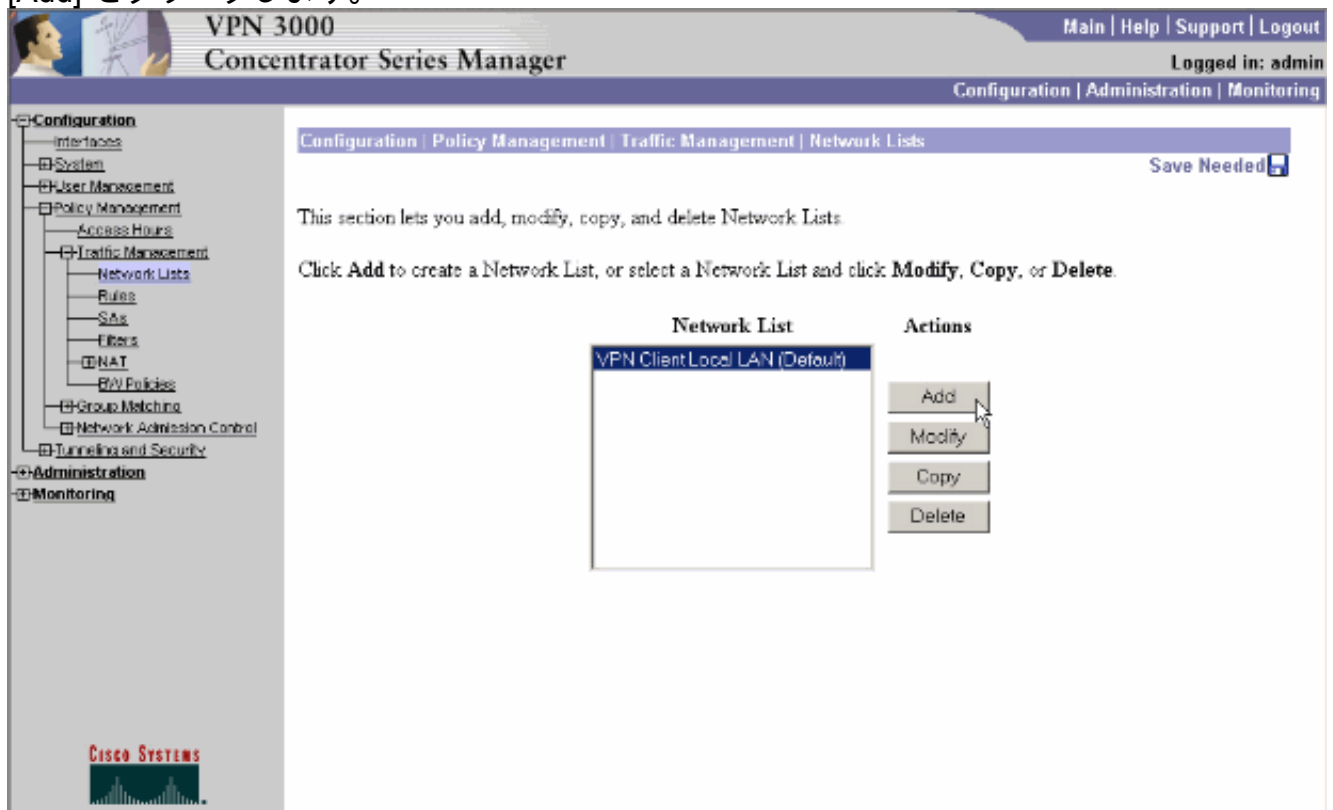 [Add] をクリックします。
VPN 3000
Concentrator Series Manager
Main | Help | Support | Logout
Logged in: admin
Configuration | Administration | Monitoring
Configuration
Interfaces
System
User Management
Policy Management
Access Hours
Traffic Management
Network Lists
Rules
SAs
Filters
NAT
BW Policies
Group Matching
Network Admission Control
Tunneling and Security
Administration
Monitoring
Configuration | Policy Management | Traffic Management | Network Lists
Save Needed
This section lets you add, modify, copy, and delete Network Lists.
Click Add to create a Network List, or select a Network List and click Modify, Copy, or Delete.
Network List
Actions
VPN Client Local LAN (Default)
Add
Modify
Copy
Delete
CISCO SYSTEMS